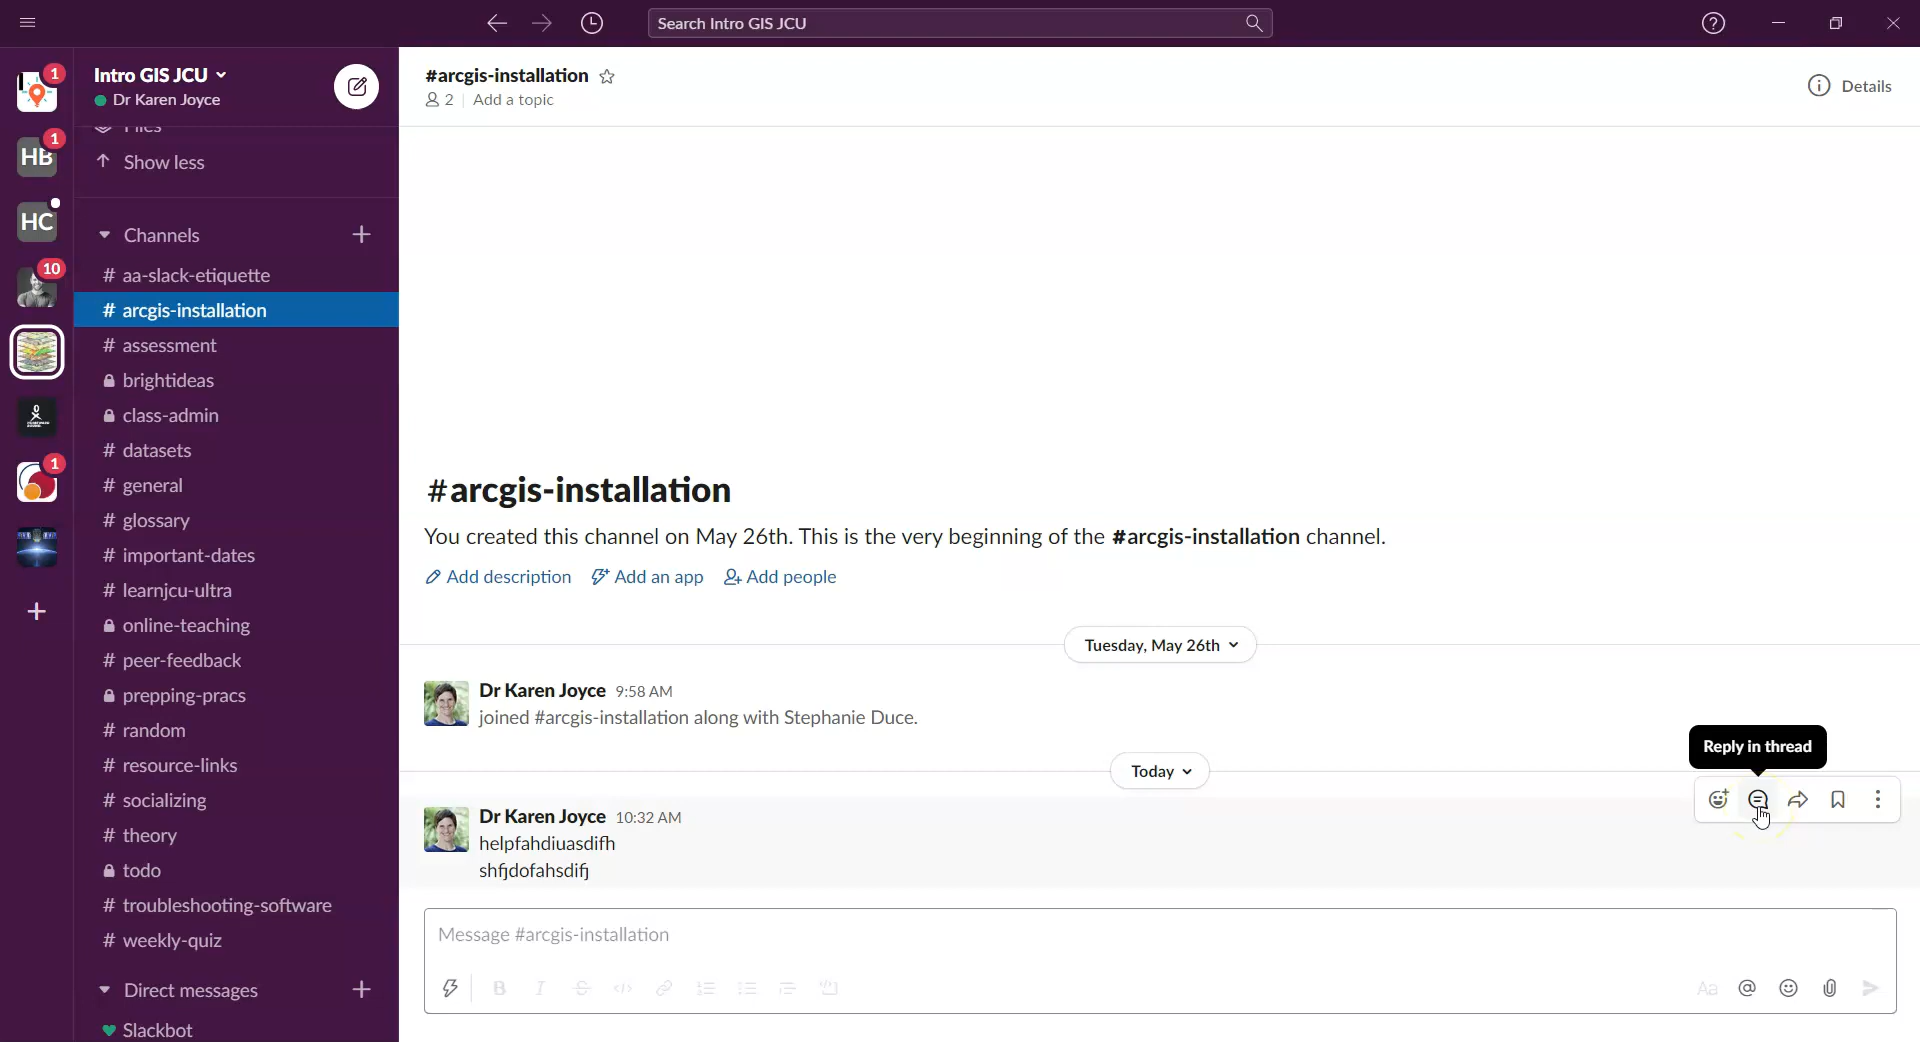 Search Intro GIS JCU
1
HB
1
HC
10
1
Intro GIS JCU
Dr Karen Joyce
Files
Show less
Channels
# aa-slack-etiquette
# arcgis-installation
# assessment
brightideas
class-admin
# datasets
# general
# glossary
# important-dates
# learnjcu-ultra
online-teaching
# peer-feedback
prepping-pracs
# random
# resource-links
# socializing
# theory
todo
# troubleshooting-software
# weekly-quiz
Direct messages
Slackbot
#arcgis-installation
2 | Add a topic
Details
#arcgis-installation
You created this channel on May 26th. This is the very beginning of the #arcgis-installation channel.
Add description Add an app Add people
Tuesday, May 26th
Dr Karen Joyce 9:58 AM
joined #arcgis-installation along with Stephanie Duce.
Reply in thread
Today
Dr Karen Joyce 10:32 AM
helpfahdiuasdifh
shfjdofahsdifj
Message #arcgis-installation
B I S </>
Aa @